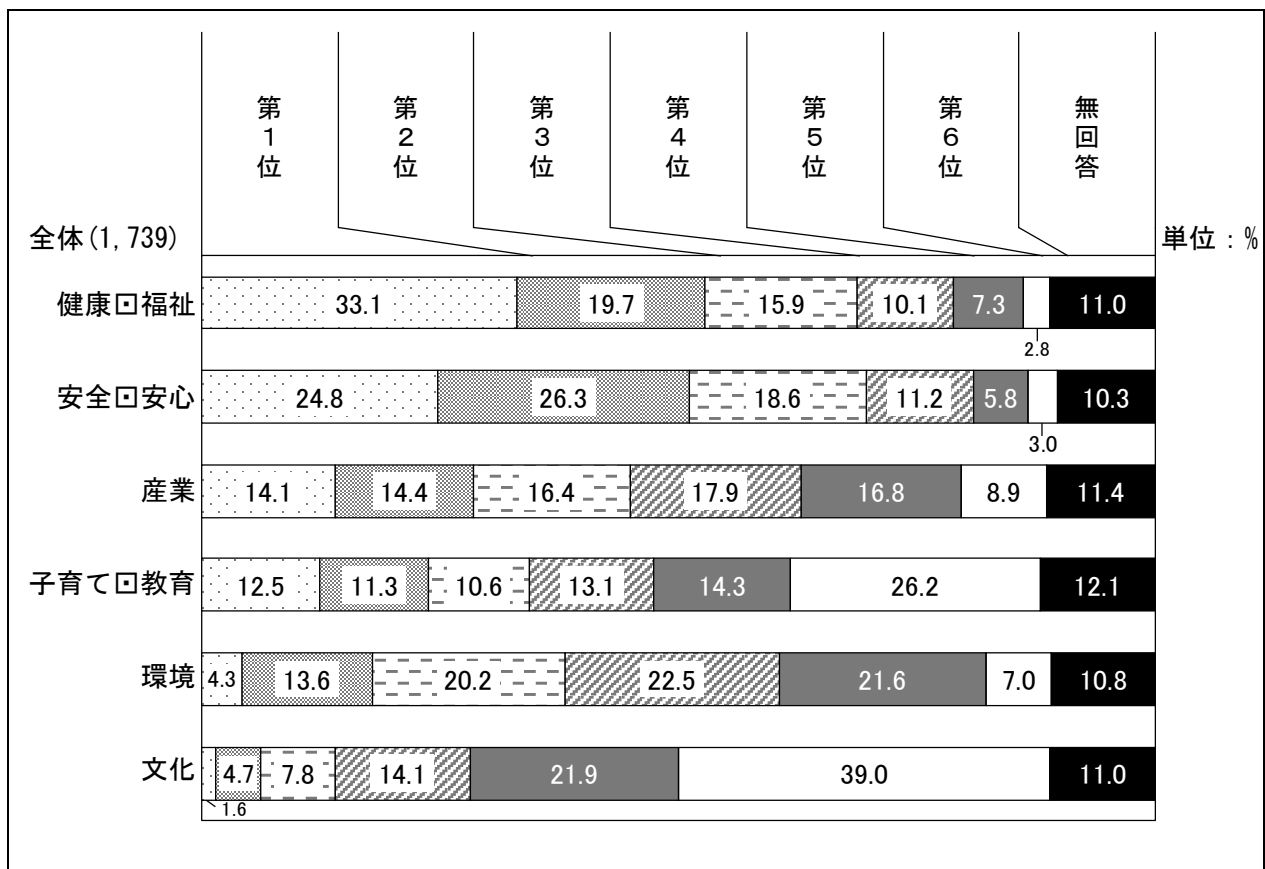 第1位
第2位
第3位
第4位
第5位
第6位
無回答
全体(1,739)
単位：%
健康・福祉 33.1 19.7 15.9 10.1 7.3 11.0
2.8
安全・安心 24.8 26.3 18.6 11.2 5.8 10.3
3.0
産業 14.1 14.4 16.4 17.9 16.8 8.9 11.4
子育て・教育 12.5 11.3 10.6 13.1 14.3 26.2 12.1
環境 4.3 13.6 20.2 22.5 21.6 7.0 10.8
文化 4.7 7.8 14.1 21.9 39.0 11.0
1.6